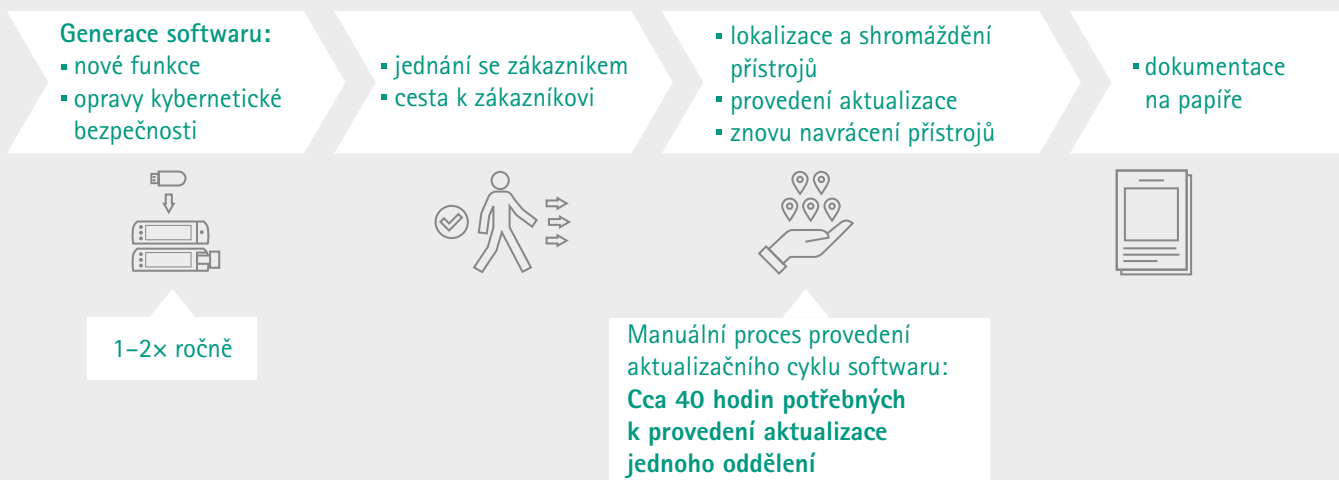 Generace softwaru:
▪ nové funkce
▪ opravy kybernetické
bezpečnosti
▪ jednání se zákazníkem
▪ cesta k zákazníkovi
▪ lokalizace a shromáždění
přístrojů
▪ provedení aktualizace
▪ znovu navrácení přístrojů
▪ dokumentace
na papíře
1–2× ročně
Manuální proces provedení
aktualizačního cyklu softwaru:
Cca 40 hodin potřebných
k provedení aktualizace
jednoho oddělení